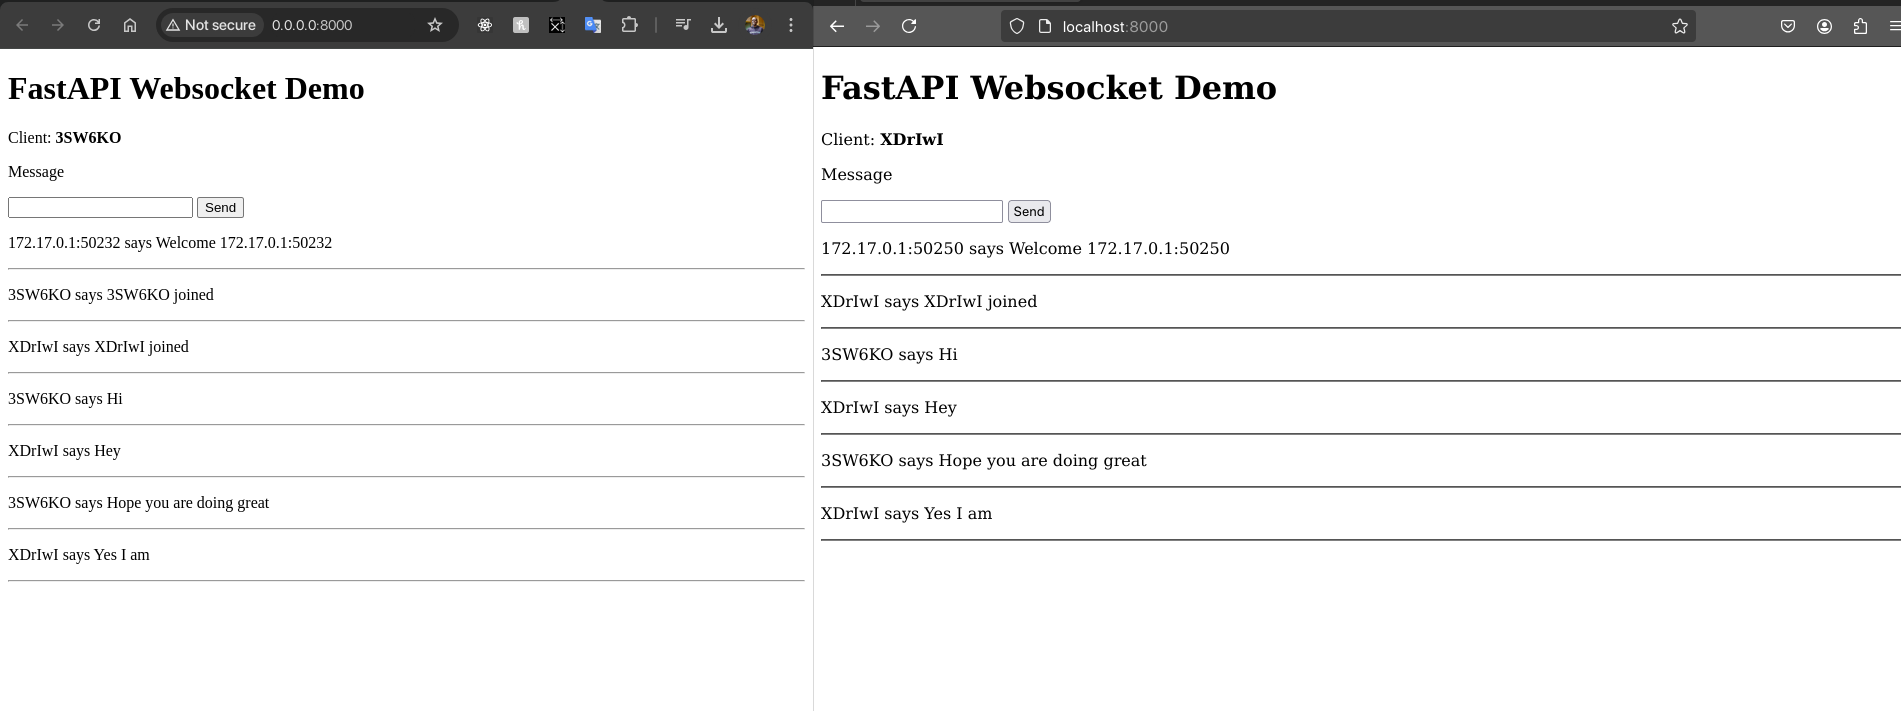 Not secure 0.0.0.0:8000
FastAPI Websocket Demo
Client: 3SW6KO
Message
Send
172.17.0.1:50232 says Welcome 172.17.0.1:50232
3SW6KO says 3SW6KO joined
XDrIwI says XDrIwI joined
3SW6KO says Hi
XDrIwI says Hey
3SW6KO says Hope you are doing great
XDrIwI says Yes I am
localhost:8000
FastAPI Websocket Demo
Client: XDrIwI
Message
Send
172.17.0.1:50250 says Welcome 172.17.0.1:50250
XDrIwI says XDrIwI joined
3SW6KO says Hi
XDrIwI says Hey
3SW6KO says Hope you are doing great
XDrIwI says Yes I am